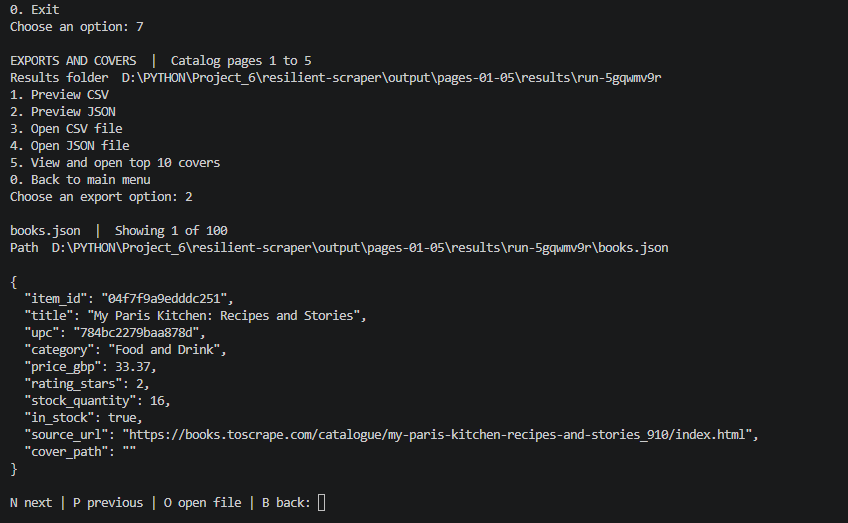 0. Exit
Choose an option: 7
EXPORTS AND COVERS | Catalog pages 1 to 5
Results folder D:\PYTHON\Project_6\resilient-scraper\output\pages-01-05\results\run-5gqwmv9r
1. Preview CSV
2. Preview JSON
3. Open CSV file
4. Open JSON file
5. View and open top 10 covers
0. Back to main menu
Choose an export option: 2
books.json | Showing 1 of 100
Path D:\PYTHON\Project_6\resilient-scraper\output\pages-01-05\results\run-5gqwmv9r\books.json
{
"item_id": "04f7f9a9edddc251",
"title": "My Paris Kitchen: Recipes and Stories",
"upc": "784bc2279baa878d",
"category": "Food and Drink",
"price_gbp": 33.37,
"rating_stars": 2,
"stock_quantity": 16,
"in_stock": true,
"source_url": "https://books.toscrape.com/catalogue/my-paris-kitchen-recipes-and-stories_910/index.html",
"cover_path": ""
}
N next | P previous | O open file | B back: